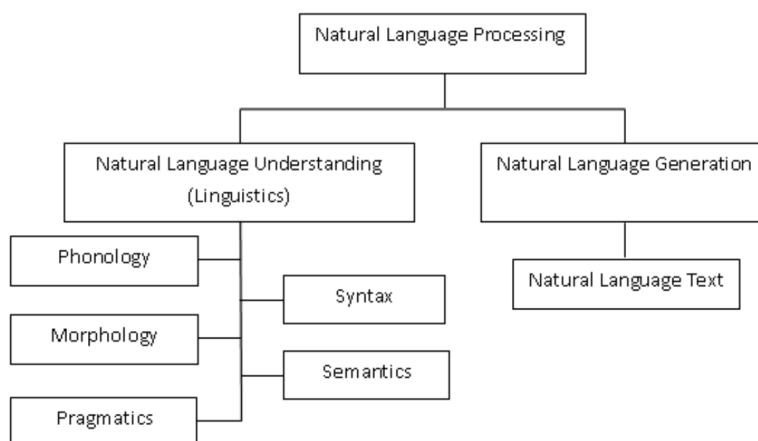 Natural Language Processing
Natural Language Understanding
(Linguistics)
Natural Language Generation
Phonology
Natural Language Text
Syntax
Morphology
Semantics
Pragmatics